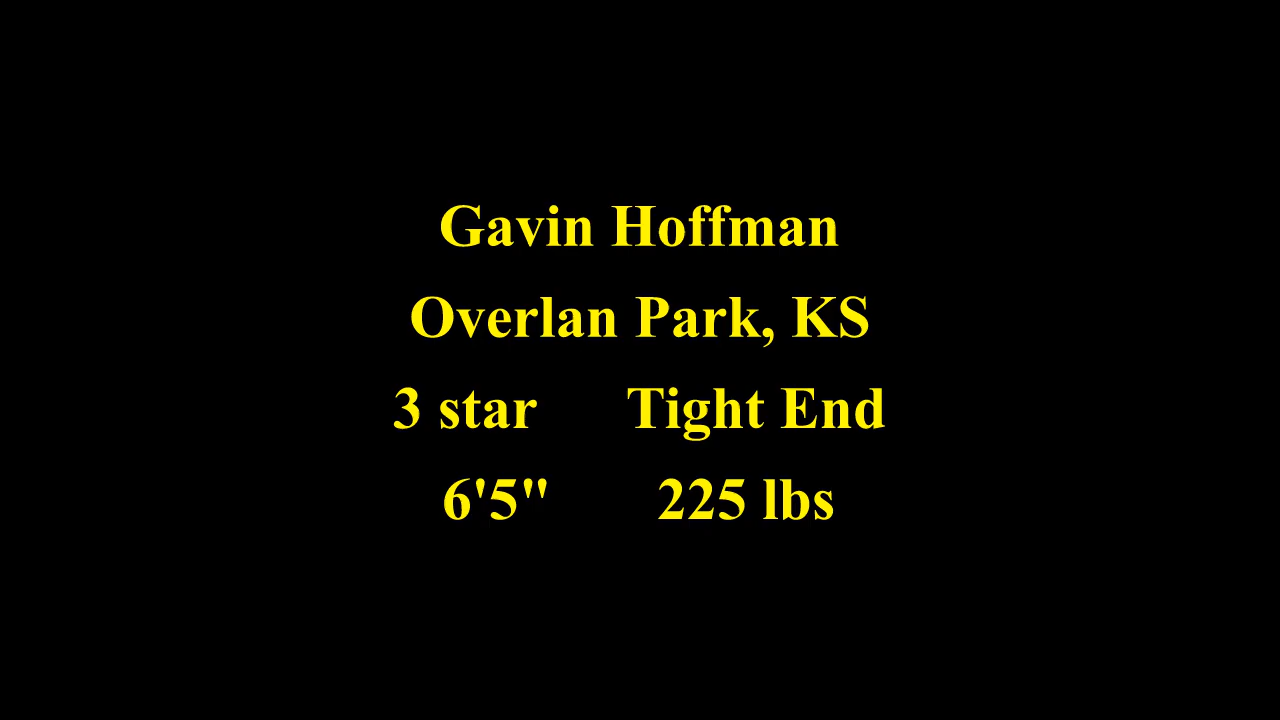 Gavin Hoffman
Overlan Park, KS
3 star Tight End
6'5" 225 lbs